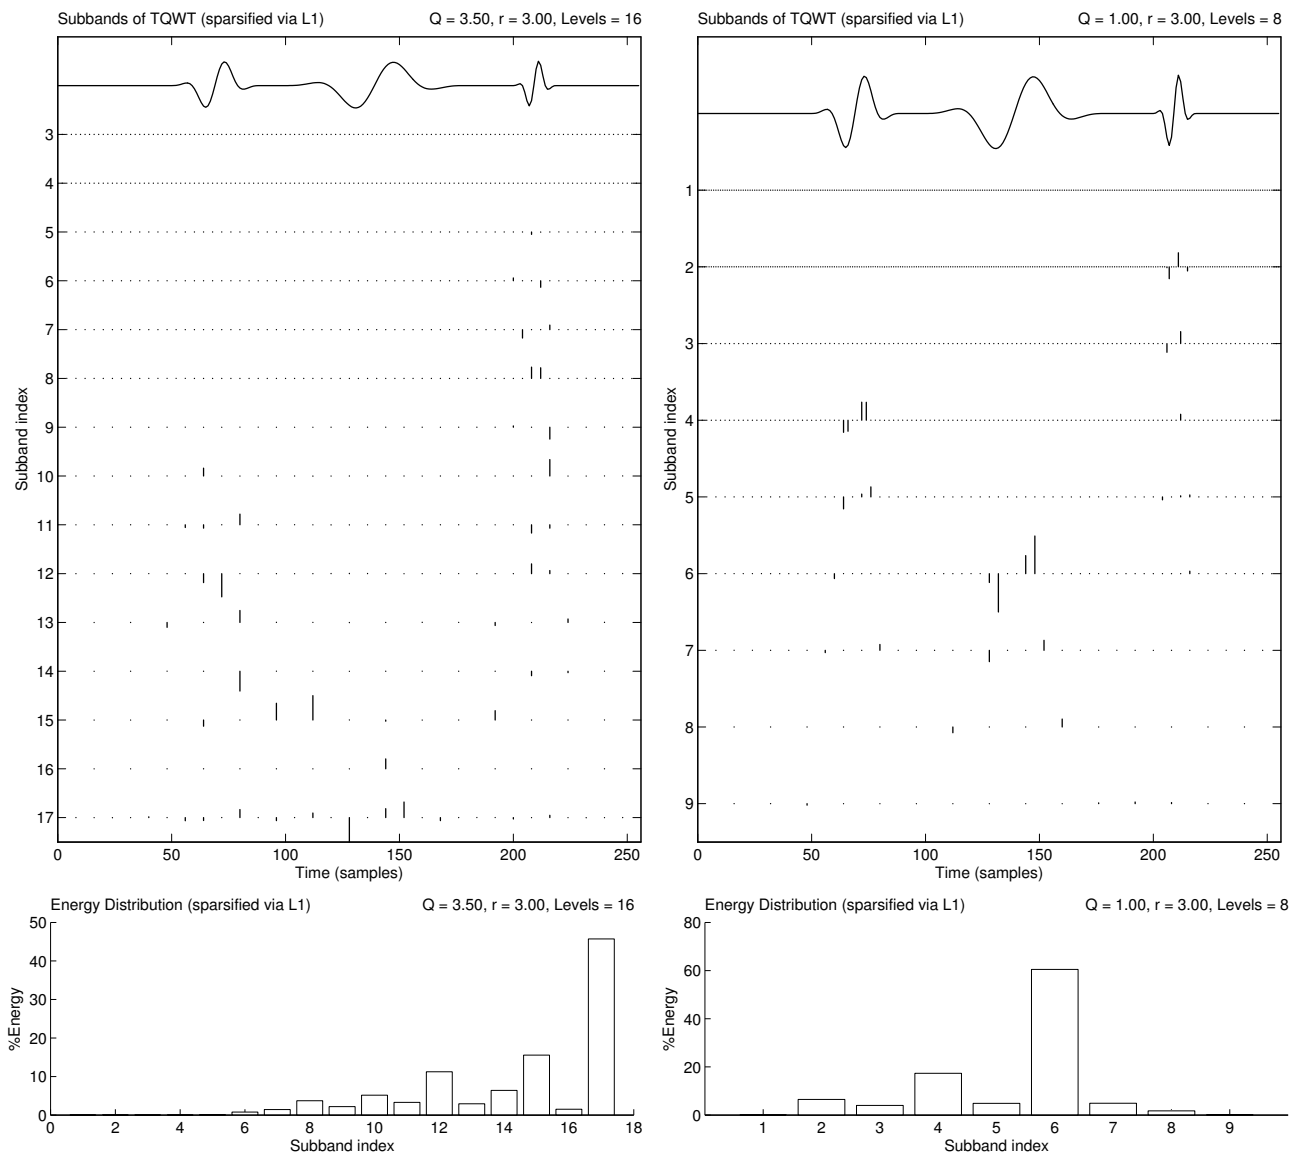 Subbands of TQWT (sparsified via L1) Q = 3.50, r = 3.00, Levels = 16
3
4
5
6
7
8
9
10
11
12
13
14
15
16
17
Subband index
0 50 100 150 200 250
Time (samples)
Subbands of TQWT (sparsified via L1) Q = 1.00, r = 3.00, Levels = 8
1
2
3
4
5
6
7
8
9
Subband index
0 50 100 150 200 250
Time (samples)
Energy Distribution (sparsified via L1) Q = 3.50, r = 3.00, Levels = 16
50
40
30
20
10
0
%Energy
0 2 4 6 8 10 12 14 16 18
Subband index
Energy Distribution (sparsified via L1) Q = 1.00, r = 3.00, Levels = 8
80
60
40
20
0
%Energy
1 2 3 4 5 6 7 8 9
Subband index